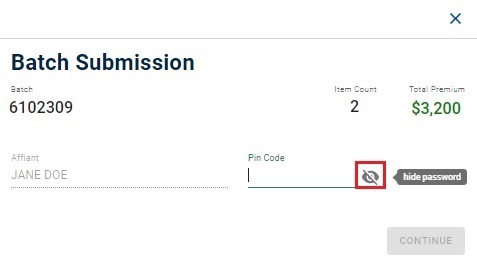 Batch Submission
Batch Item Count Total Premium
6102309 2 $3,200
Affiant Pin Code
JANE DOE hide password
CONTINUE